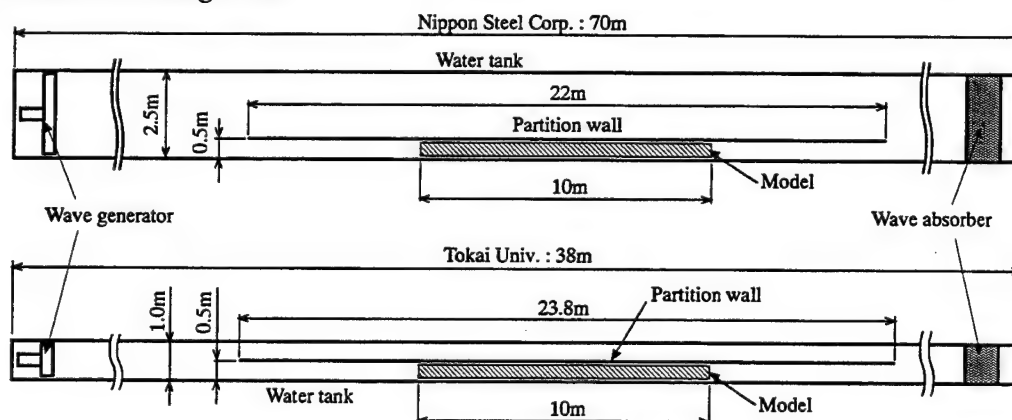 Nippon Steel Corp. : 70m
Water tank
22m
2.5m
0.5m
Partition wall
10m
Model
Wave generator
Wave absorber
Tokai Univ. : 38m
Partition wall
23.8m
1.0m
0.5m
Water tank
Model
10m